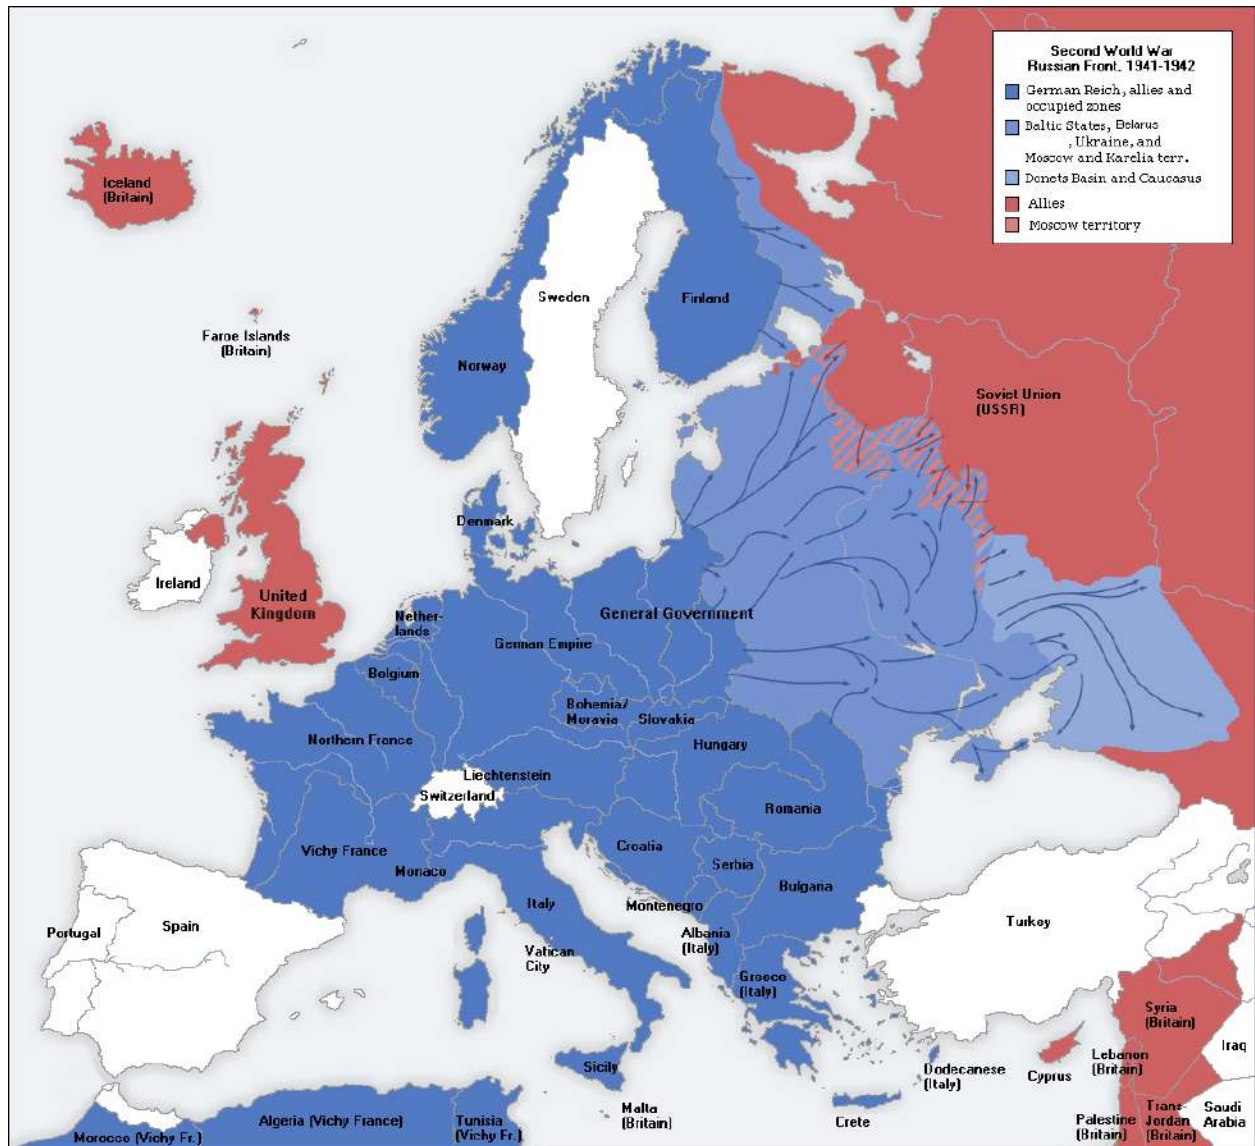 Second World War
Russian Front, 1941-1942
German Reich, allies and
occupied zones
Baltic States, Belarus
, Ukraine, and
Moscow and Karelia terr.
Donets Basin and Caucasus
Allies
Moscow territory
Iceland
(Britain)
Faroe Islands
(Britain)
Sweden
Finland
Norway
Soviet Union
(USSR)
Denmark
Ireland
United
Kingdom
Nether-
lands
General Government
German Empire
Belgium
Bohemia/
Moravia
Slovakia
Northern France
Hungary
Liechtenstein
Switzerland
Romania
Vichy France
Croatia
Monaco
Serbia
Bulgaria
Italy
Montenegro
Portugal
Spain
Albania
(Italy)
Turkey
Vatican
City
Greece
(Italy)
Syria
(Britain)
Iraq
Sicily
Dodecanese
(Italy)
Cyprus
Lebanon
(Britain)
Malta
(Britain)
Crete
Palestine
(Britain)
Trans-
Jordan
(Britain)
Saudi
Arabia
Morocco (Vichy Fr.)
Algeria (Vichy France)
Tunisia
(Vichy Fr.)